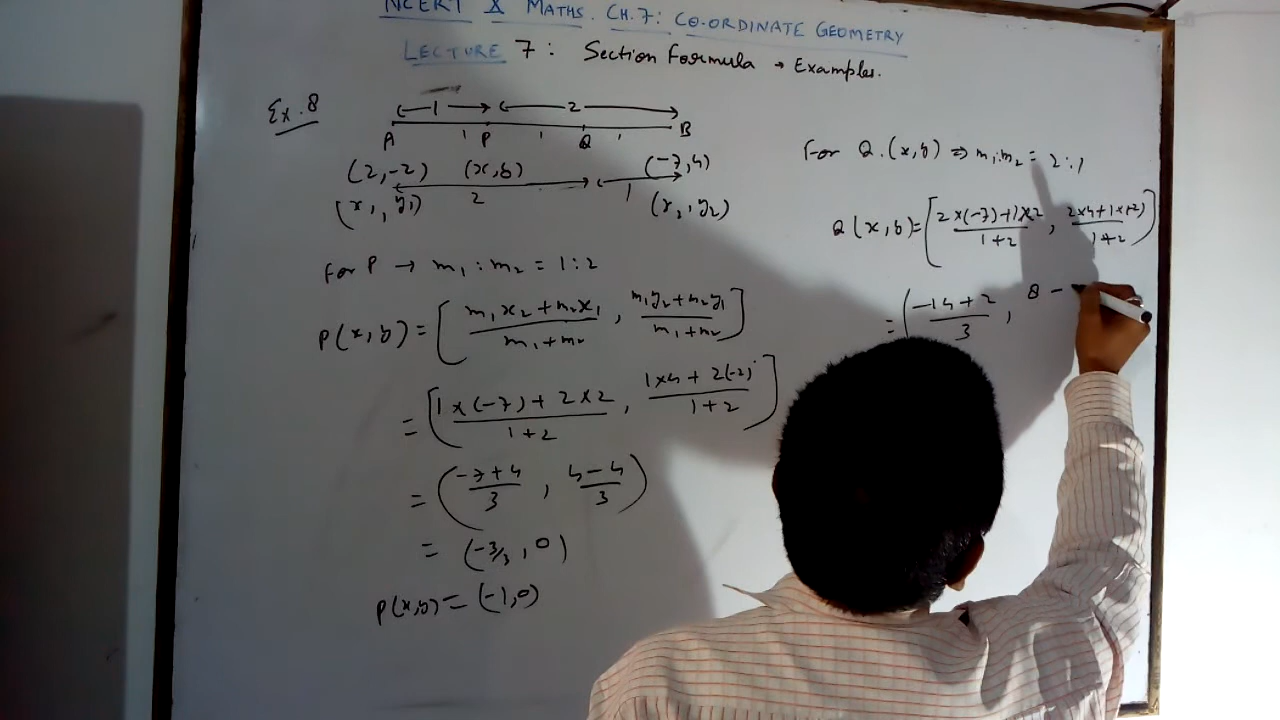 NCERT X MATHS. CH.7: CO-ORDINATE GEOMETRY
LECTURE 7: Section Formula → Examples.
Ex. 8
1 2
A 1 P 1 Q 1 B
(2,-2) (x,y) (-7,4)
2 1
(x1, y1) (x2, y2)
For P → m1 : m2 = 1:2
P(x,y) = [ (m1x2+m2x1)/(m1+m2) , (m1y2+m2y1)/(m1+m2) ]
= [ (1×(-7)+2×2)/(1+2) , (1×4+2(-2))/(1+2) ]
= ( (-7+4)/3 , (4-4)/3 )
= (-3/3, 0)
P(x,y) = (-1,0)
For Q.(x,y) ⇒ m1:m2 = 2:1
Q(x,y) = [ (2×(-7)+1×2)/(1+2) , (2×4+1×(-2))/(1+2) ]
= ( (-14+2)/3 , 8 -